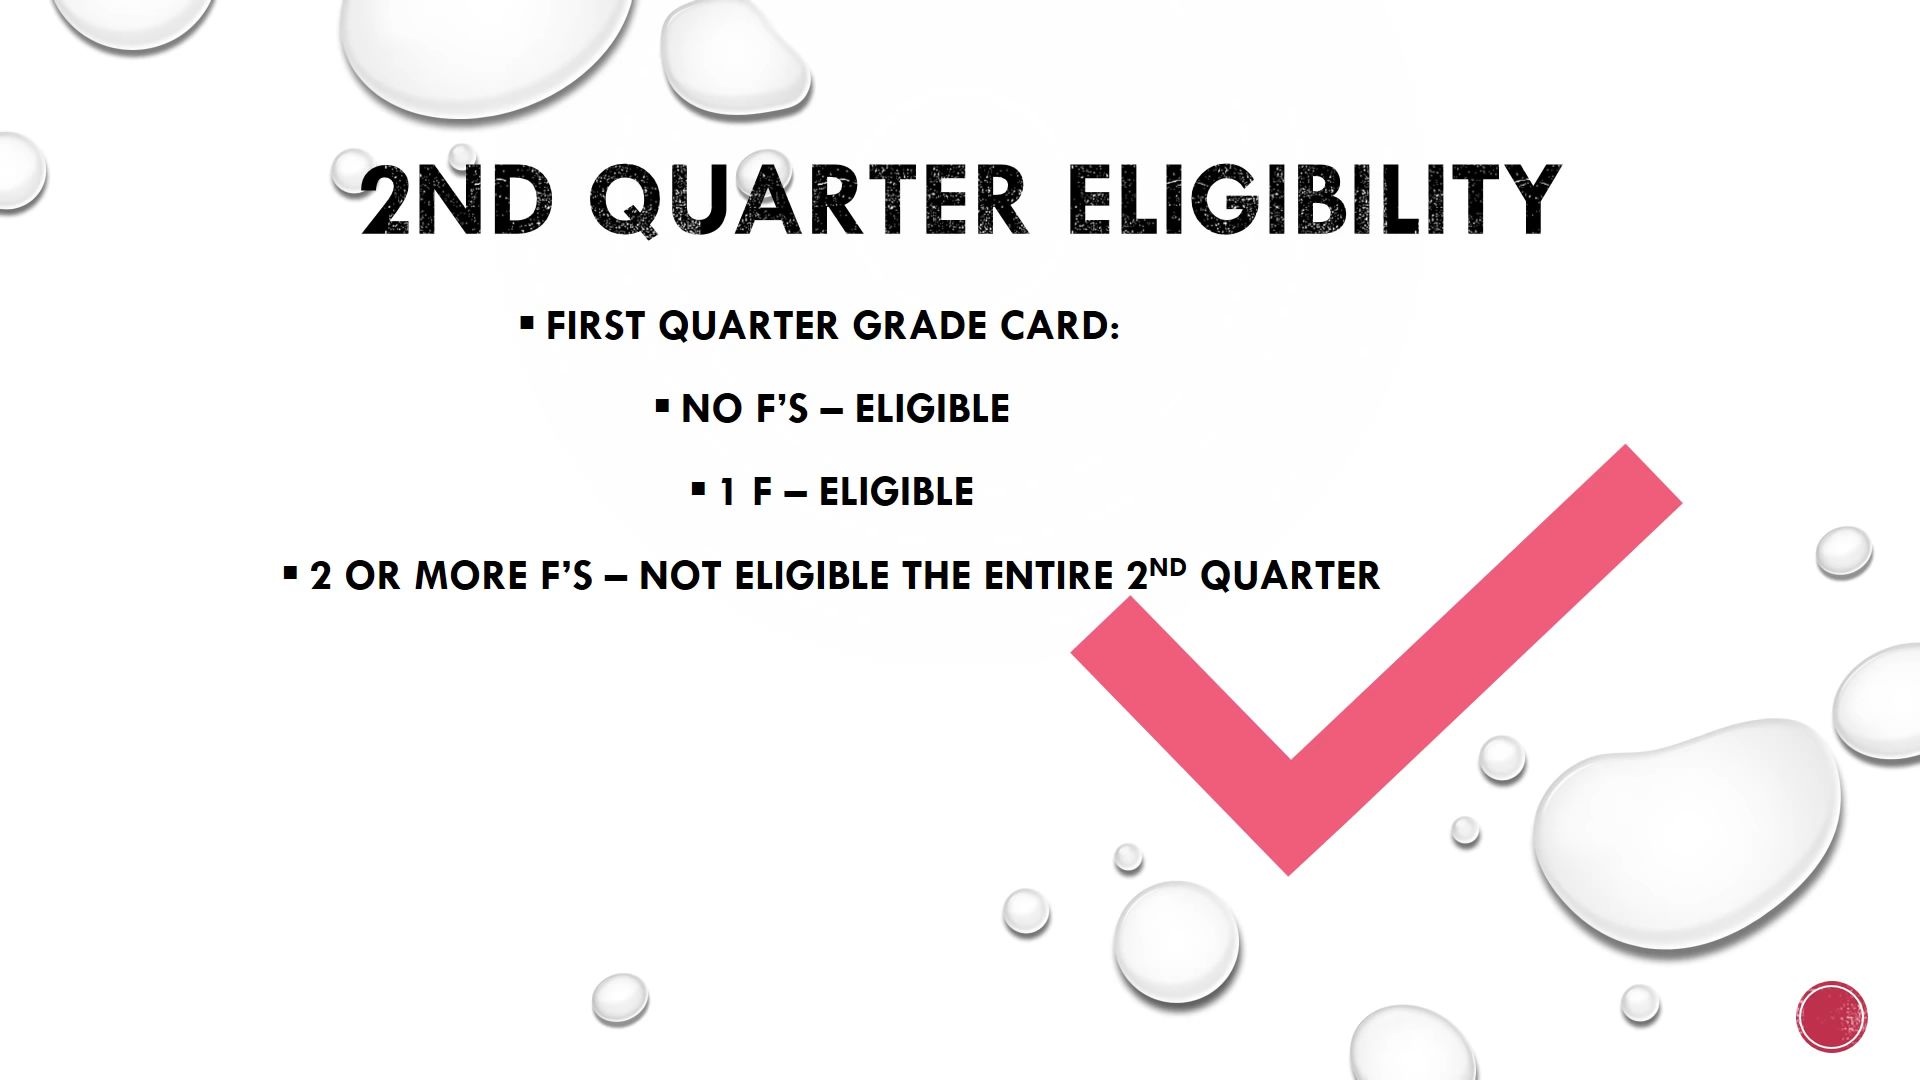 2ND QUARTER ELIGIBILITY
▪ FIRST QUARTER GRADE CARD:
▪ NO F’S – ELIGIBLE
▪ 1 F – ELIGIBLE
▪ 2 OR MORE F’S – NOT ELIGIBLE THE ENTIRE 2ND QUARTER